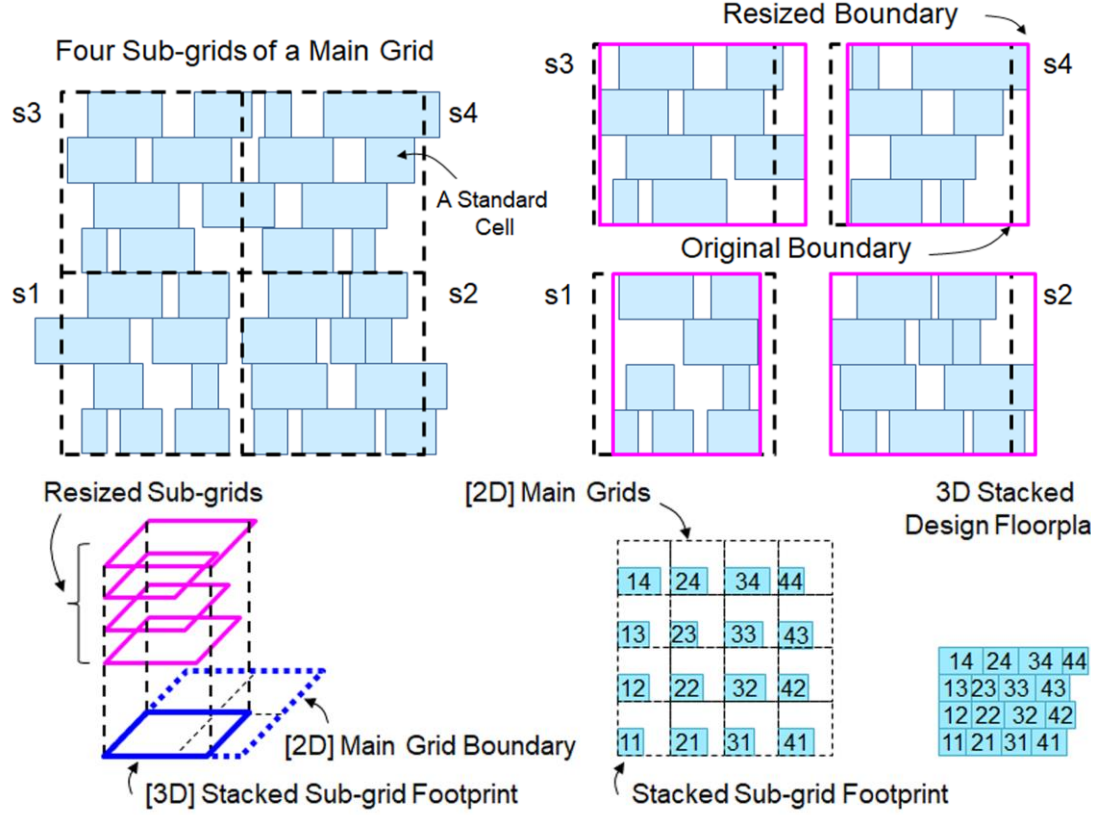 Resized Boundary
Four Sub-grids of a Main Grid
s3
s4
s3
s4
A Standard
Cell
Original Boundary
s1
s2
s1
s2
Resized Sub-grids
[2D] Main Grids
3D Stacked
Design Floorpla
14 24 34 44
13 23 33 43
12 22 32 42
11 21 31 41
14 24 34 44
13 23 33 43
12 22 32 42
11 21 31 41
[2D] Main Grid Boundary
[3D] Stacked Sub-grid Footprint
Stacked Sub-grid Footprint